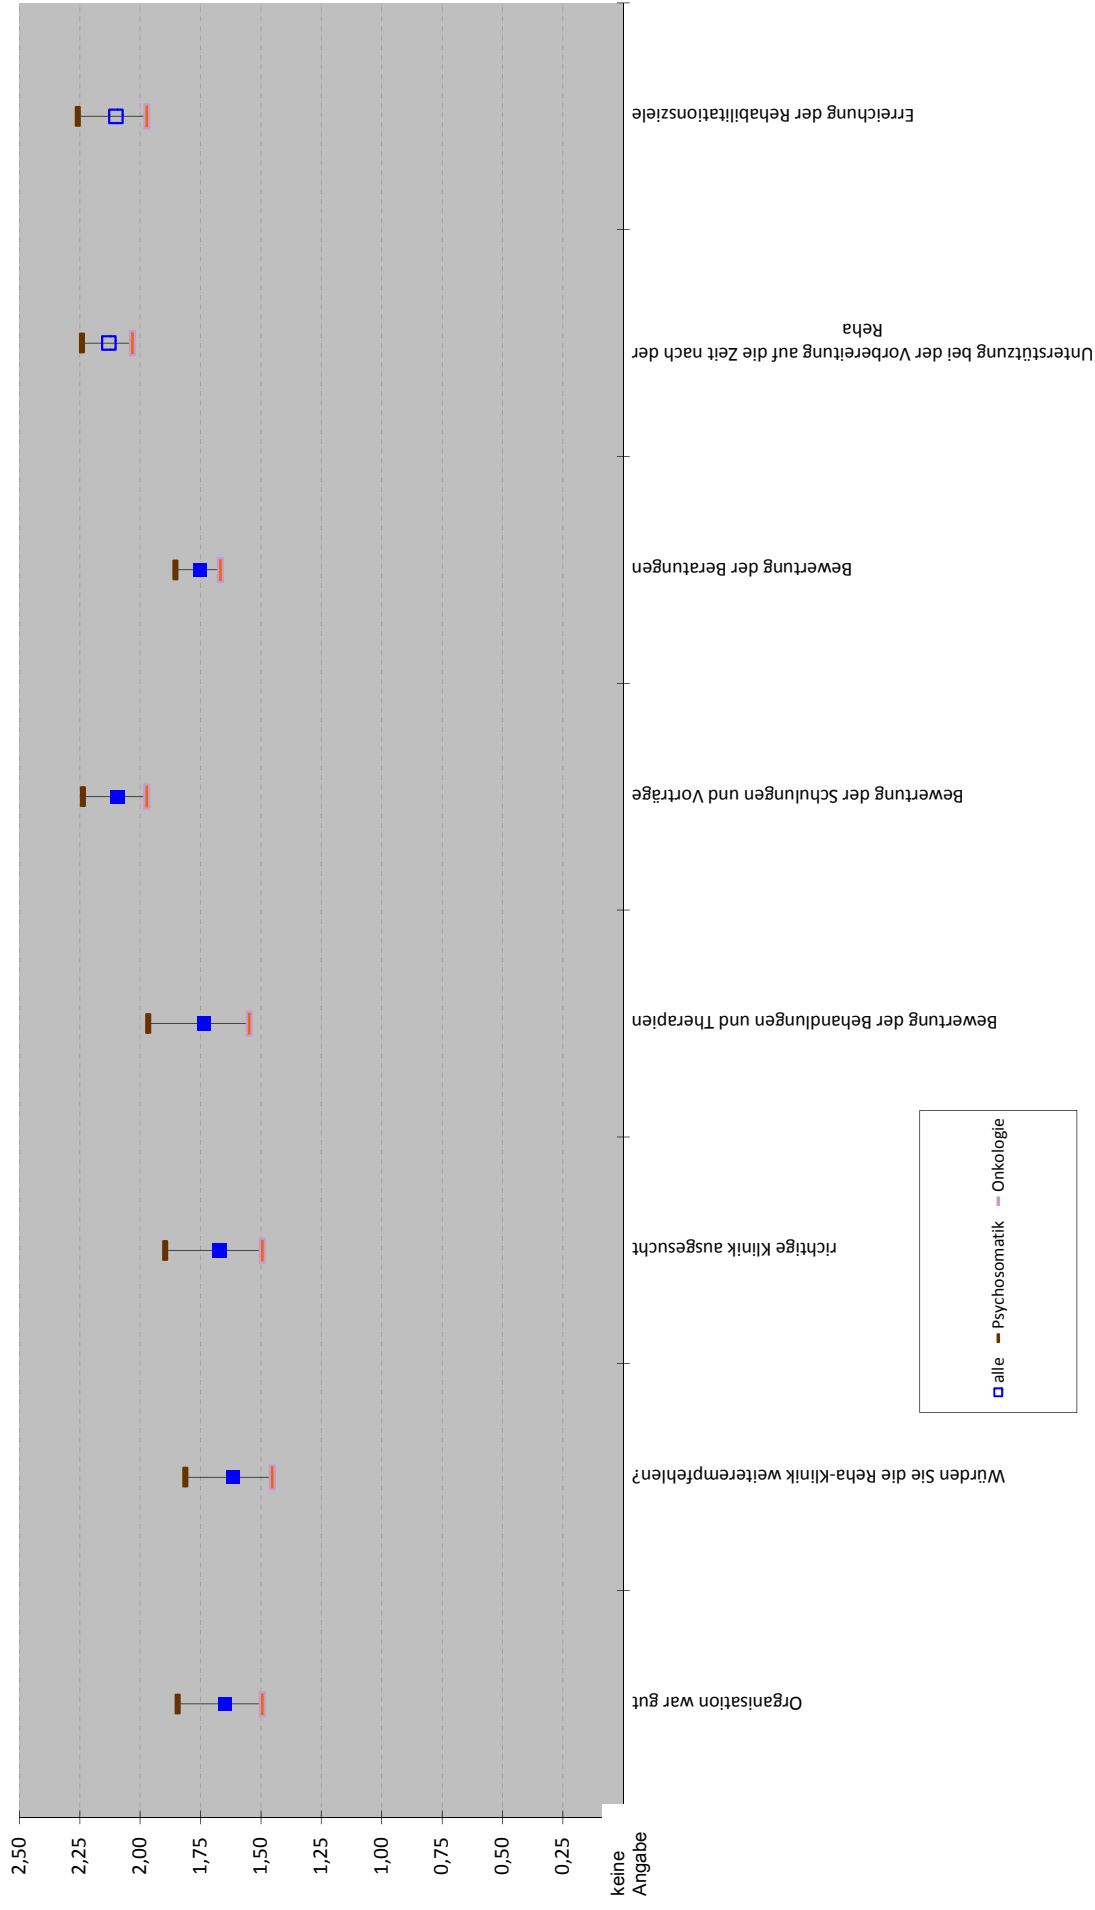 2,50
2,25
2,00
1,75
1,50
1,25
1,00
0,75
0,50
0,25
keine
Angabe
Organisation war gut
Würden Sie die Reha-Klinik weiterempfehlen?
richtige Klinik ausgesucht
Bewertung der Behandlungen und Therapien
Bewertung der Schulungen und Vorträge
Bewertung der Beratungen
Unterstützung bei der Vorbereitung auf die Zeit nach der
Reha
Erreichung der Rehabilitationsziele
alle Psychosomatik Onkologie